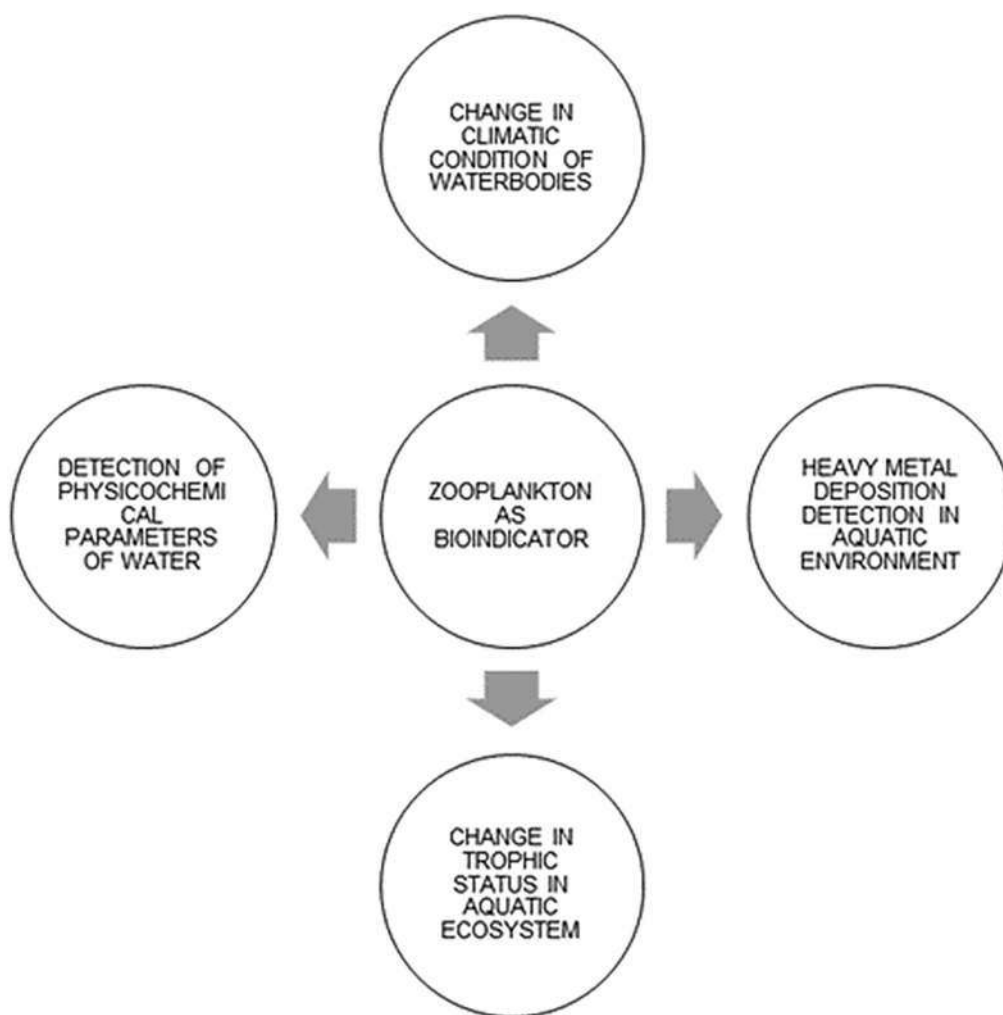 CHANGE IN
CLIMATIC
CONDITION OF
WATERBODIES
DETECTION OF
PHYSICOCHEMI
CAL
PARAMETERS
OF WATER
ZOOPLANKTON
AS
BIOINDICATOR
HEAVY METAL
DEPOSITION
DETECTION IN
AQUATIC
ENVIRONMENT
CHANGE IN
TROPHIC
STATUS IN
AQUATIC
ECOSYSTEM